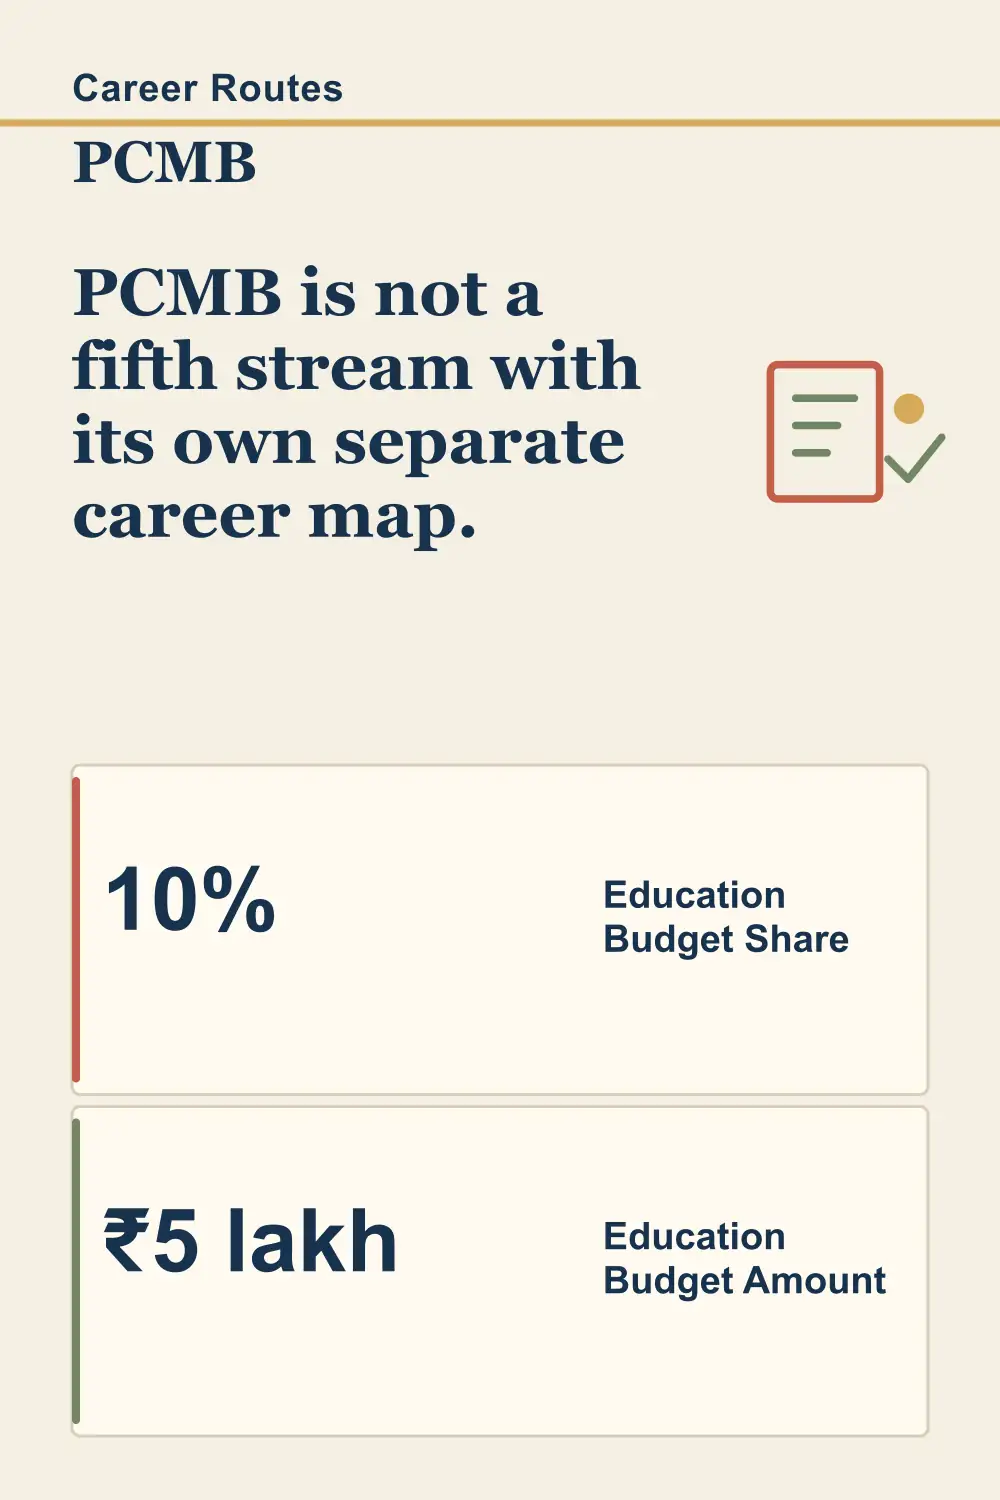 Career Routes
PCMB
PCMB is not a
fifth stream with
its own separate
career map.
10%
Education
Budget Share
₹5 lakh
Education
Budget Amount